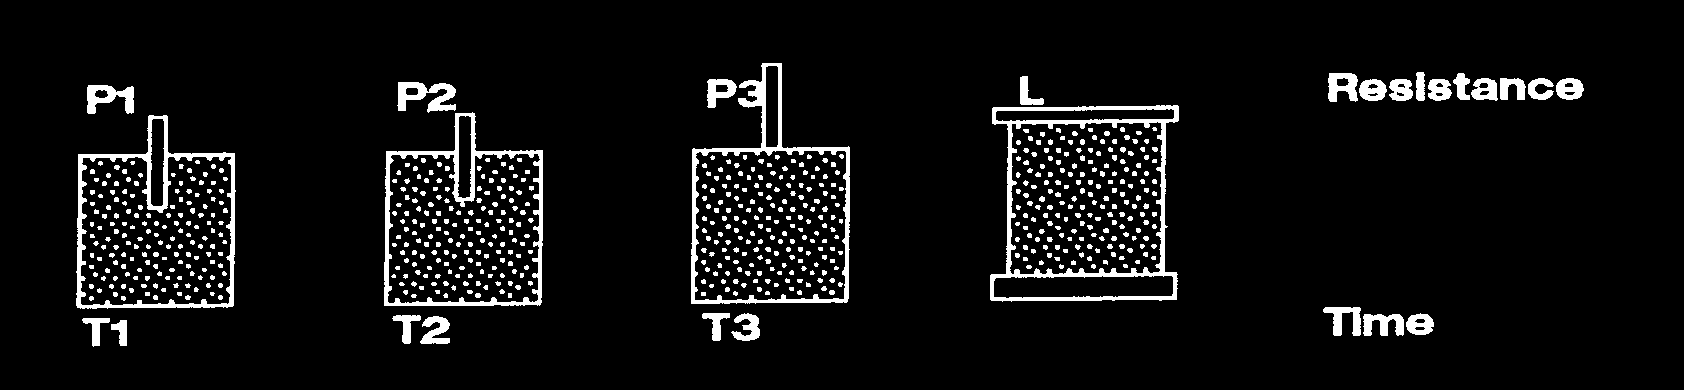 P1 P2 P3 L Resistance
T1 T2 T3 Time